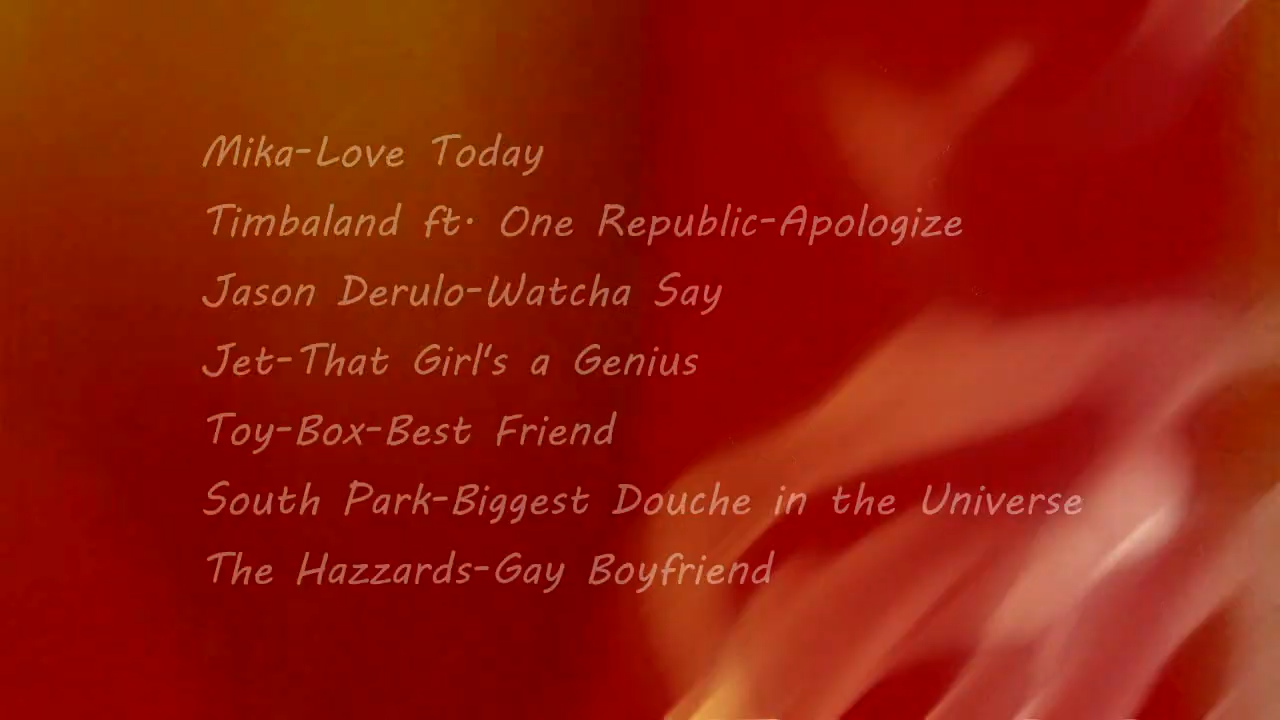 Mika-Love Today
Timbaland ft. One Republic-Apologize
Jason Derulo-Watcha Say
Jet-That Girl's a Genius
Toy-Box-Best Friend
South Park-Biggest Douche in the Universe
The Hazzards-Gay Boyfriend